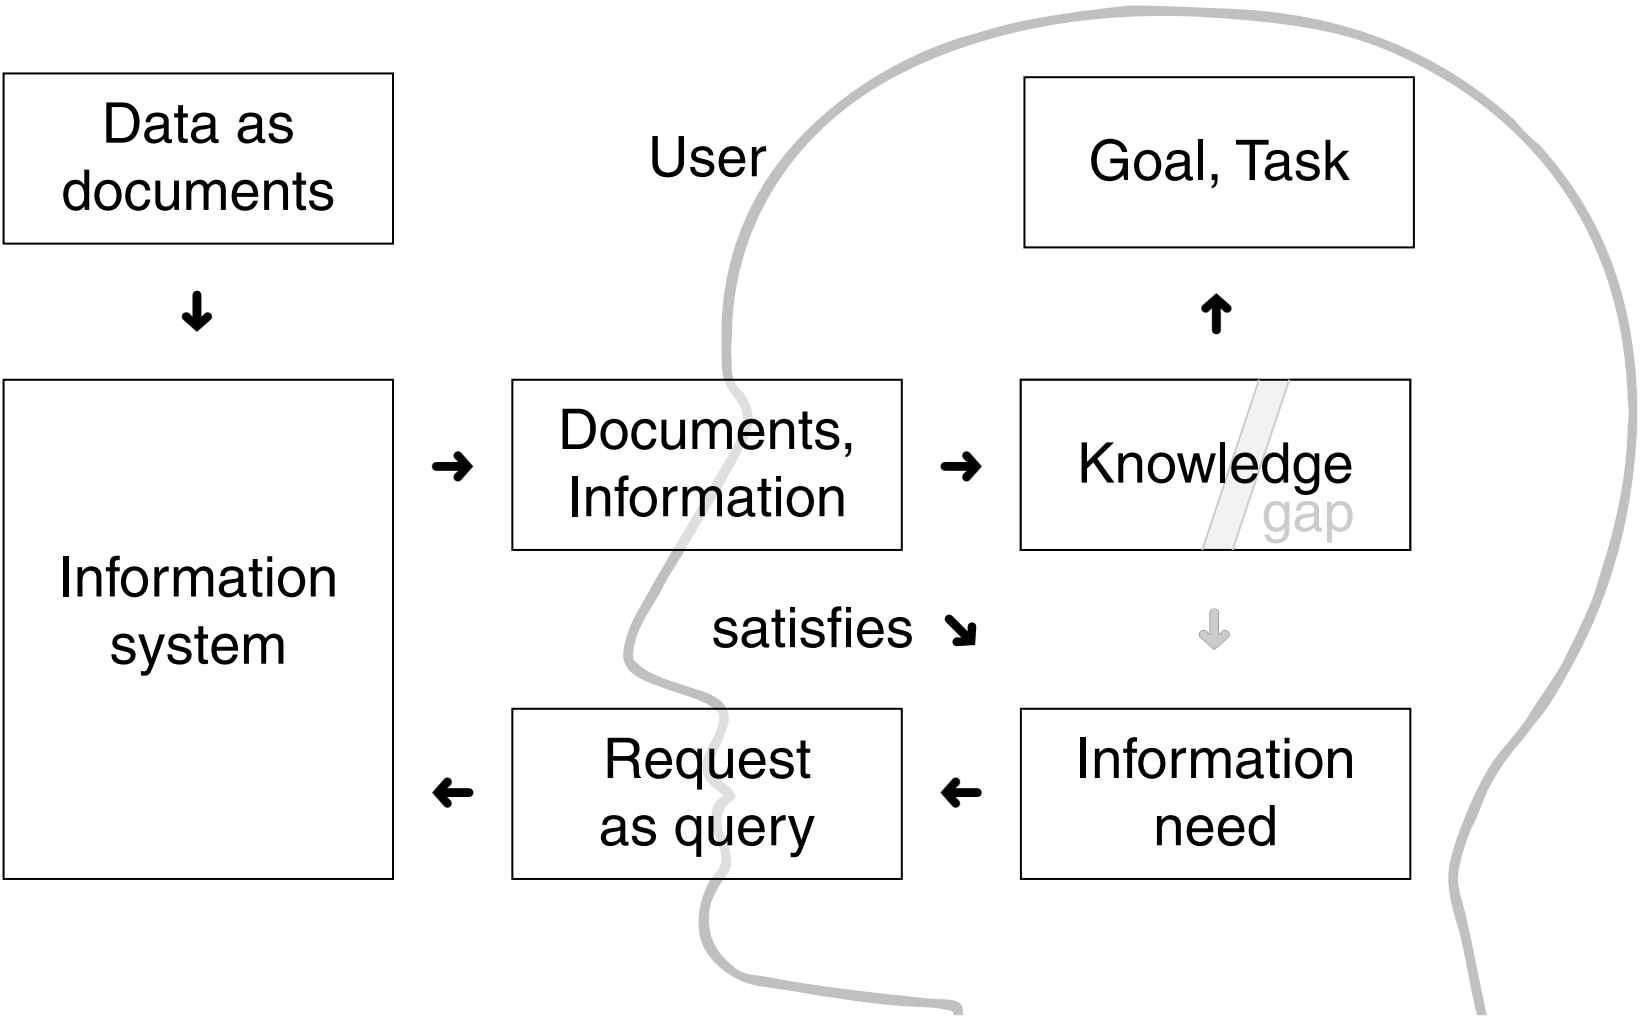 Data as
documents
User
Goal, Task
Documents,
Information
Knowledge
gap
Information
system
satisfies
Request
as query
Information
need